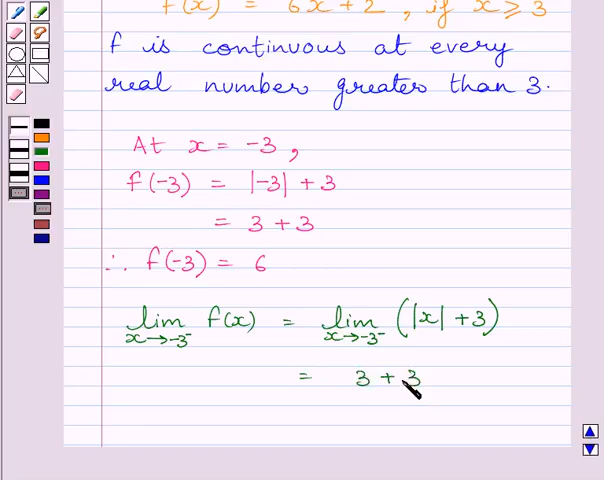 f(x) = 6x+2, if x ≥ 3
f is continuous at every
real number greater than 3.
At x = -3,
f(-3) = |-3| + 3
= 3 + 3
∴ f(-3) = 6
lim x→-3⁻ f(x) = lim x→-3⁻ (|x| + 3)
= 3 + 3